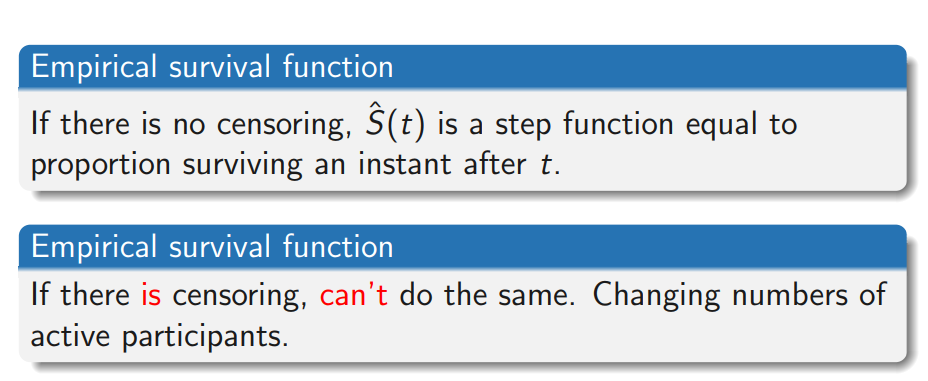 Empirical survival function
If there is no censoring, Ŝ(t) is a step function equal to
proportion surviving an instant after t.
Empirical survival function
If there is censoring, can't do the same. Changing numbers of
active participants.